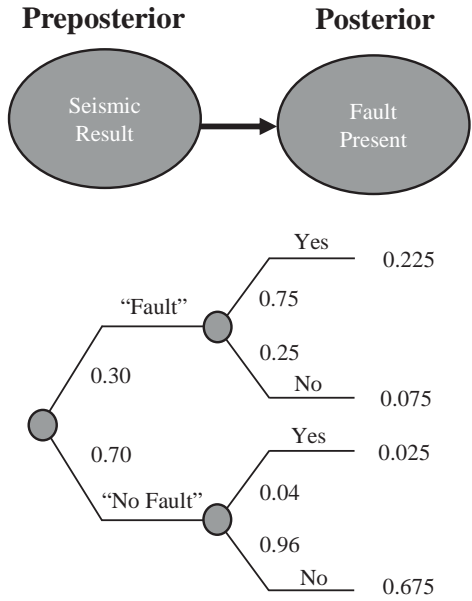 Preposterior Posterior
Seismic
Result
Fault
Present
Yes
0.225
0.75
“Fault”
0.25
0.30
No
0.075
Yes
0.025
0.70
0.04
“No Fault”
0.96
No
0.675